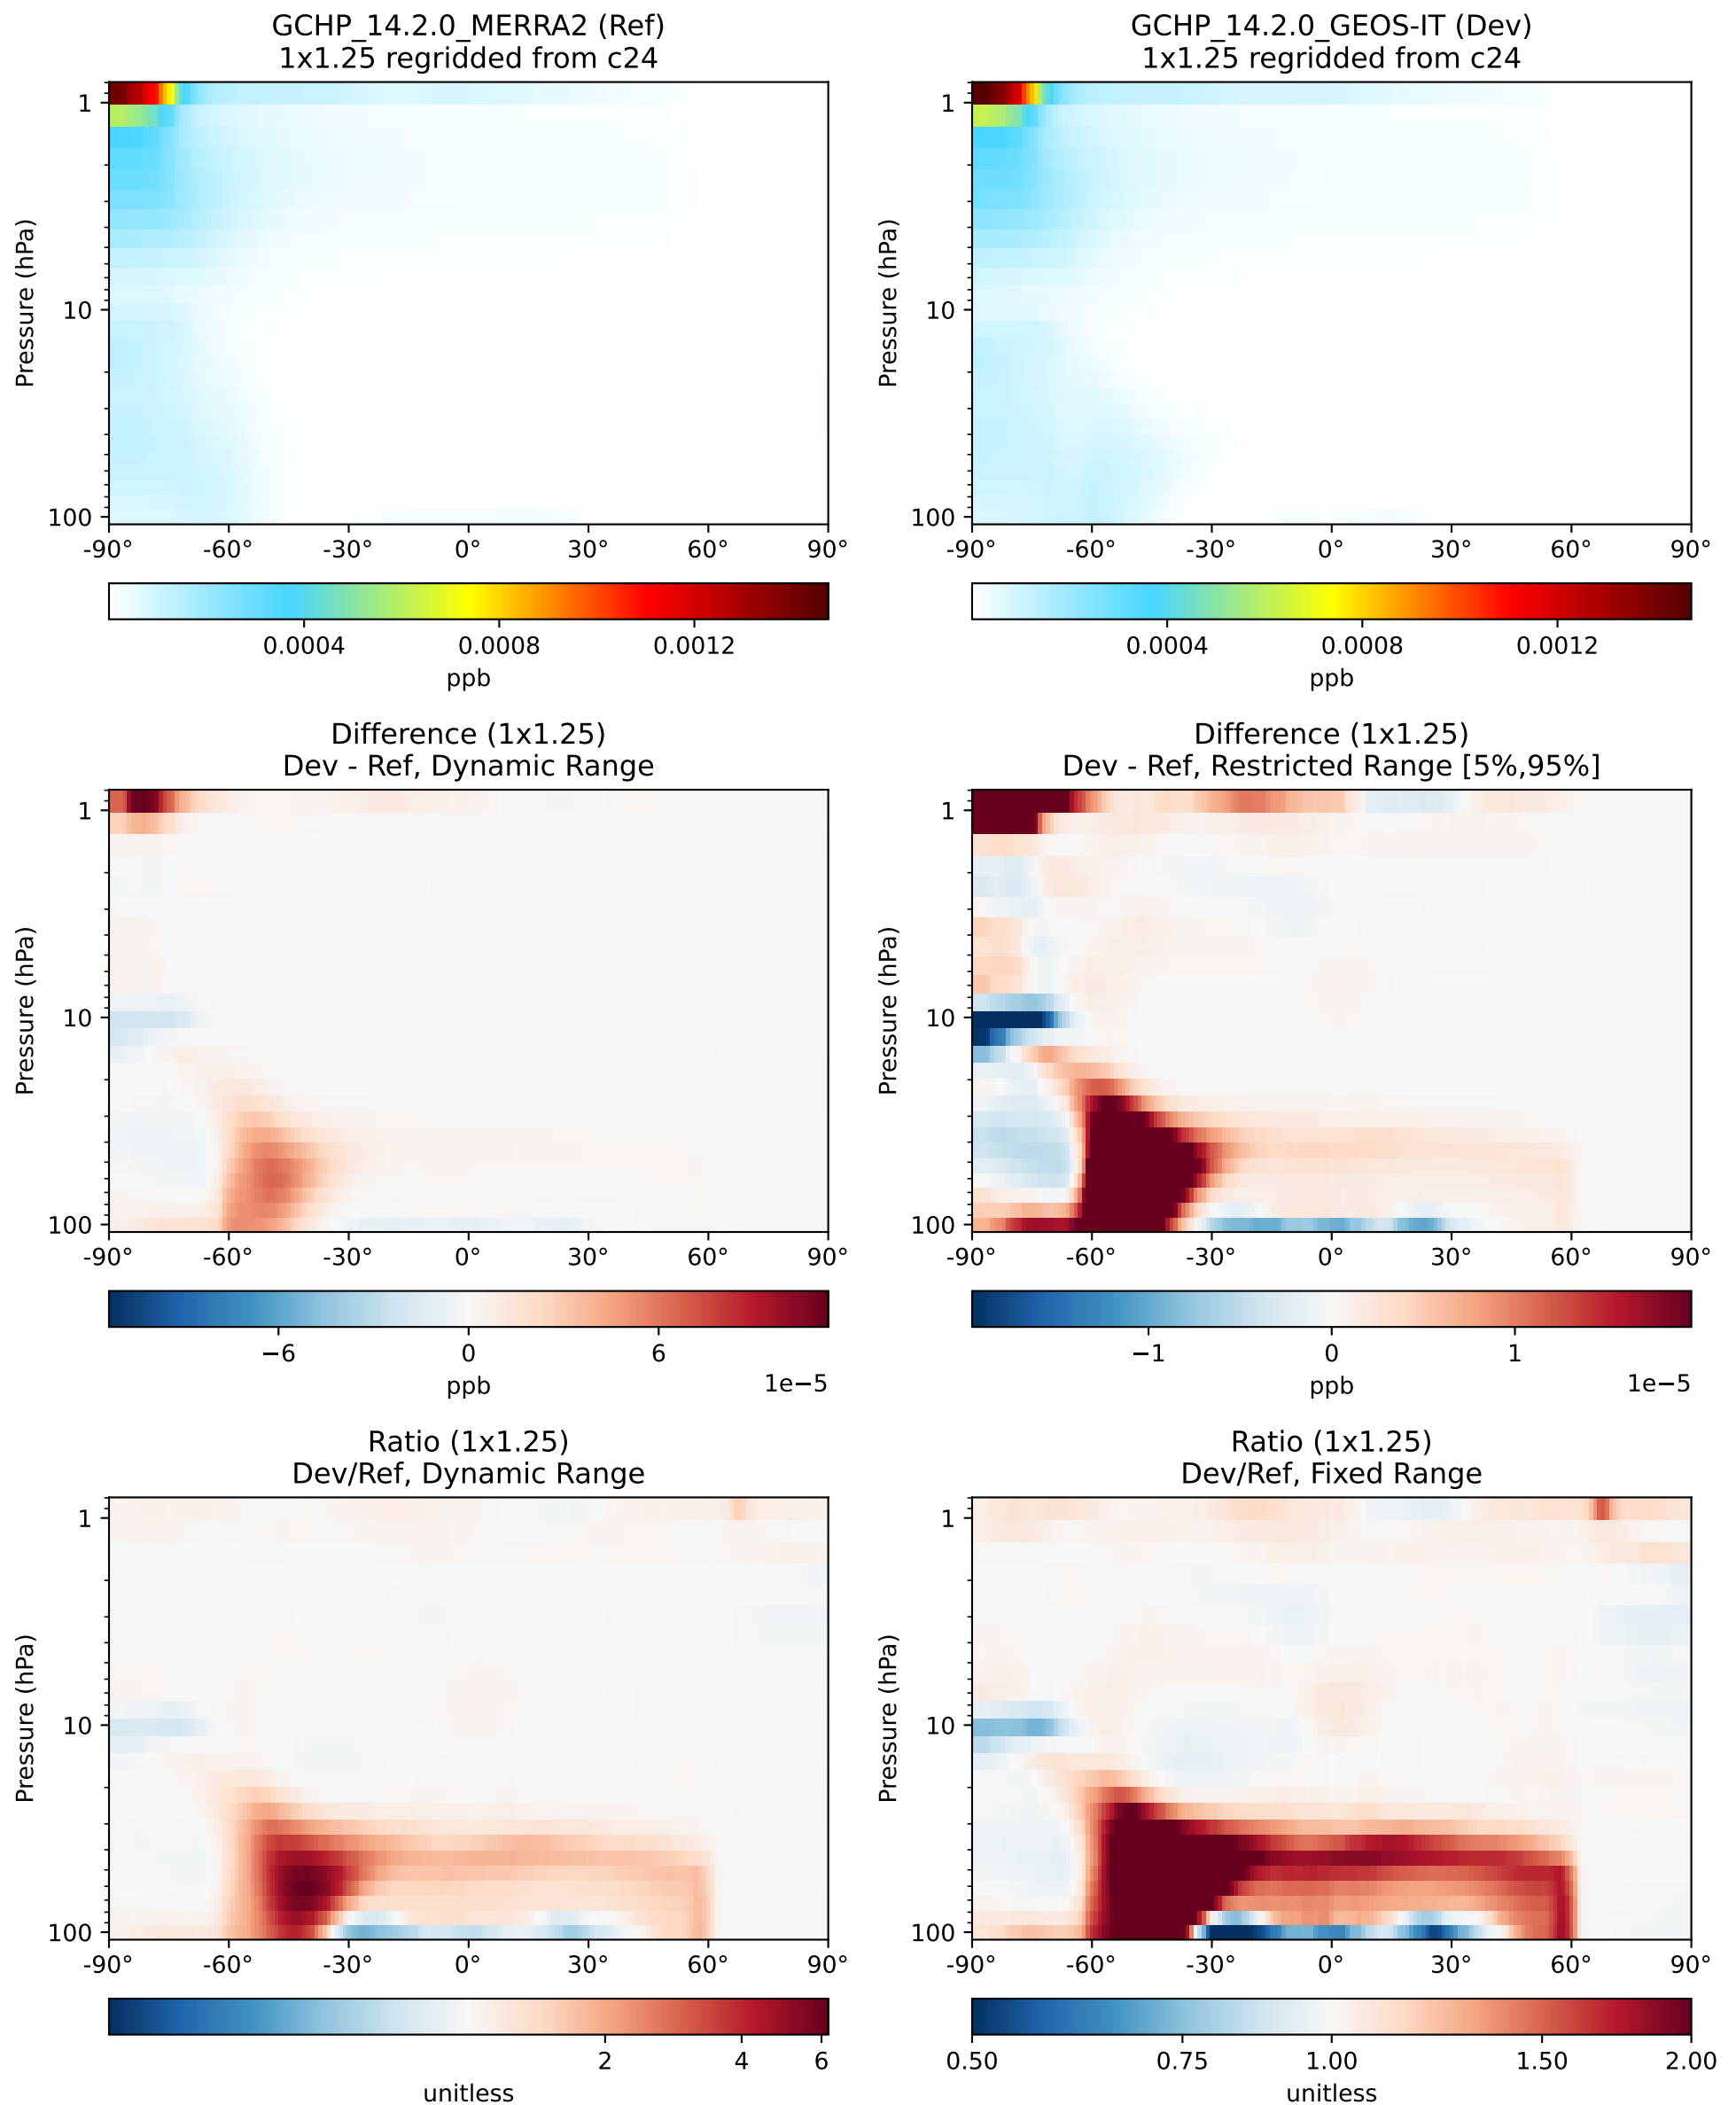 GCHP_14.2.0_MERRA2 (Ref)
1x1.25 regridded from c24
Pressure (hPa)
1
10
100
-90° -60° -30° 0° 30° 60° 90°
0.0004 0.0008 0.0012
ppb
GCHP_14.2.0_GEOS-IT (Dev)
1x1.25 regridded from c24
Pressure (hPa)
1
10
100
-90° -60° -30° 0° 30° 60° 90°
0.0004 0.0008 0.0012
ppb
Difference (1x1.25)
Dev - Ref, Dynamic Range
Pressure (hPa)
1
10
100
-90° -60° -30° 0° 30° 60° 90°
−6 0 6
1e−5
ppb
Difference (1x1.25)
Dev - Ref, Restricted Range [5%,95%]
Pressure (hPa)
1
10
100
-90° -60° -30° 0° 30° 60° 90°
−1 0 1
1e−5
ppb
Ratio (1x1.25)
Dev/Ref, Dynamic Range
Pressure (hPa)
1
10
100
-90° -60° -30° 0° 30° 60° 90°
2 4 6
unitless
Ratio (1x1.25)
Dev/Ref, Fixed Range
Pressure (hPa)
1
10
100
-90° -60° -30° 0° 30° 60° 90°
0.50 0.75 1.00 1.50 2.00
unitless